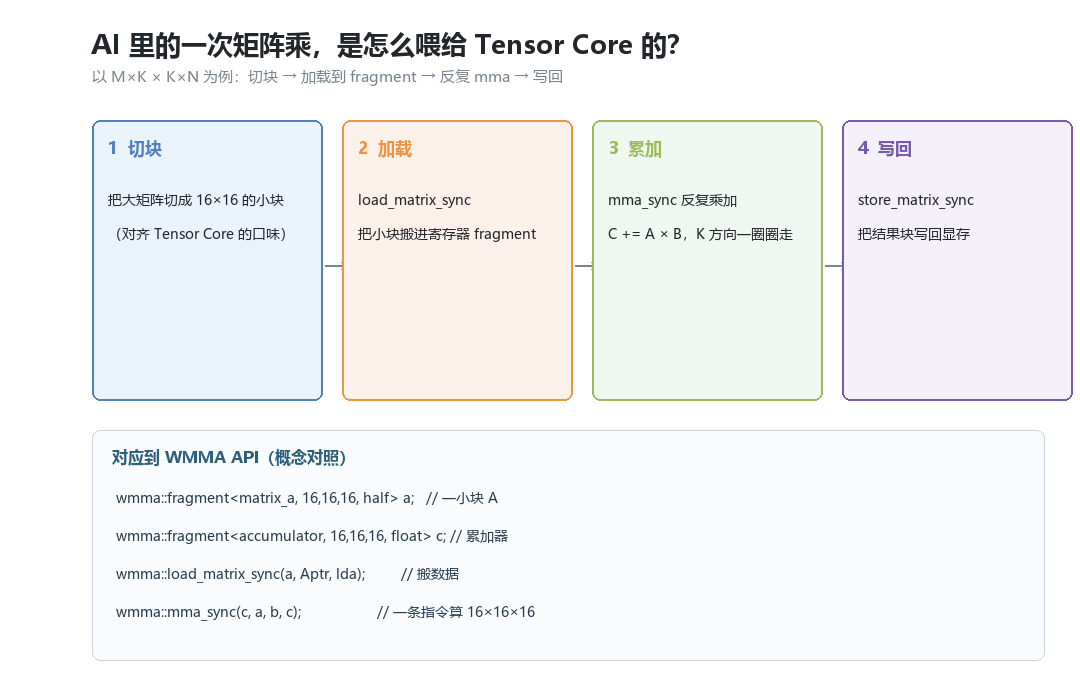 AI 里的一次矩阵乘，是怎么喂给 Tensor Core 的？
以 M×K × K×N 为例：切块 → 加载到 fragment → 反复 mma → 写回
1 切块
把大矩阵切成 16×16 的小块
（对齐 Tensor Core 的口味）
2 加载
load_matrix_sync
把小块搬进寄存器 fragment
3 累加
mma_sync 反复乘加
C += A × B，K 方向一圈圈走
4 写回
store_matrix_sync
把结果块写回显存
对应到 WMMA API（概念对照）
wmma::fragment<matrix_a, 16,16,16, half> a; // 一小块 A
wmma::fragment<accumulator, 16,16,16, float> c; // 累加器
wmma::load_matrix_sync(a, Aptr, lda); // 搬数据
wmma::mma_sync(c, a, b, c); // 一条指令算 16×16×16